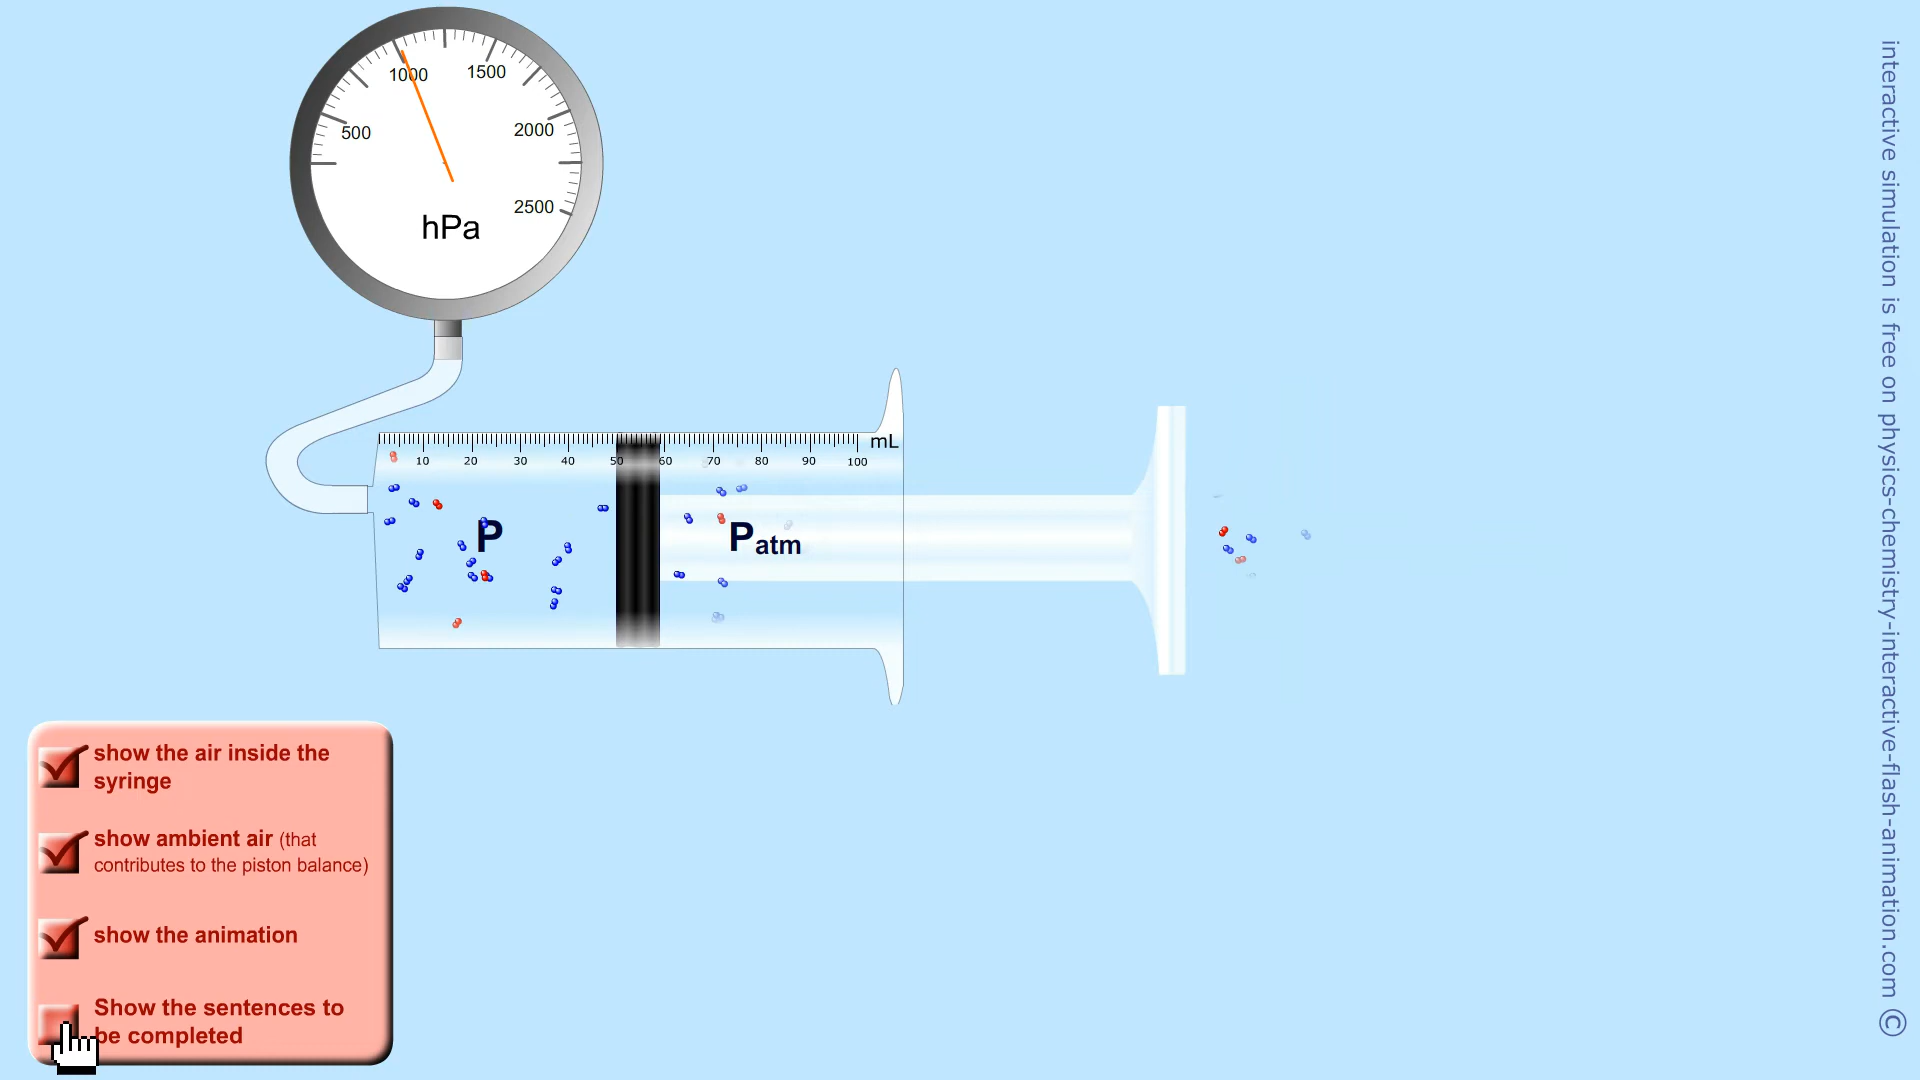 1000
1500
500
2000
2500
hPa
mL
10 20 30 40 50 60 70 80 90 100
P
Patm
show the air inside the
syringe
show ambient air (that
contributes to the piston balance)
show the animation
Show the sentences to
be completed
interactive simulation is free on physics-chemistry-interactive-flash-animation.com ©